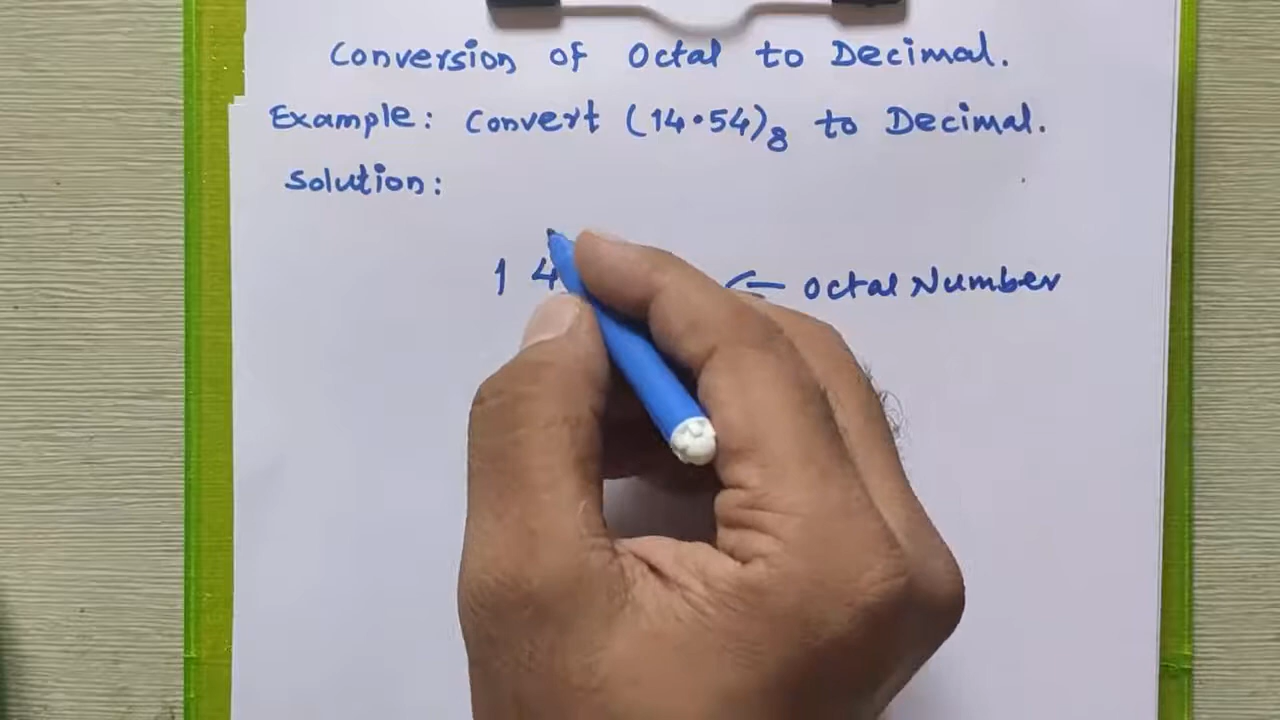 Conversion of Octal to Decimal.
Example: Convert (14.54)8 to Decimal.
Solution:
1 4 ← Octal Number